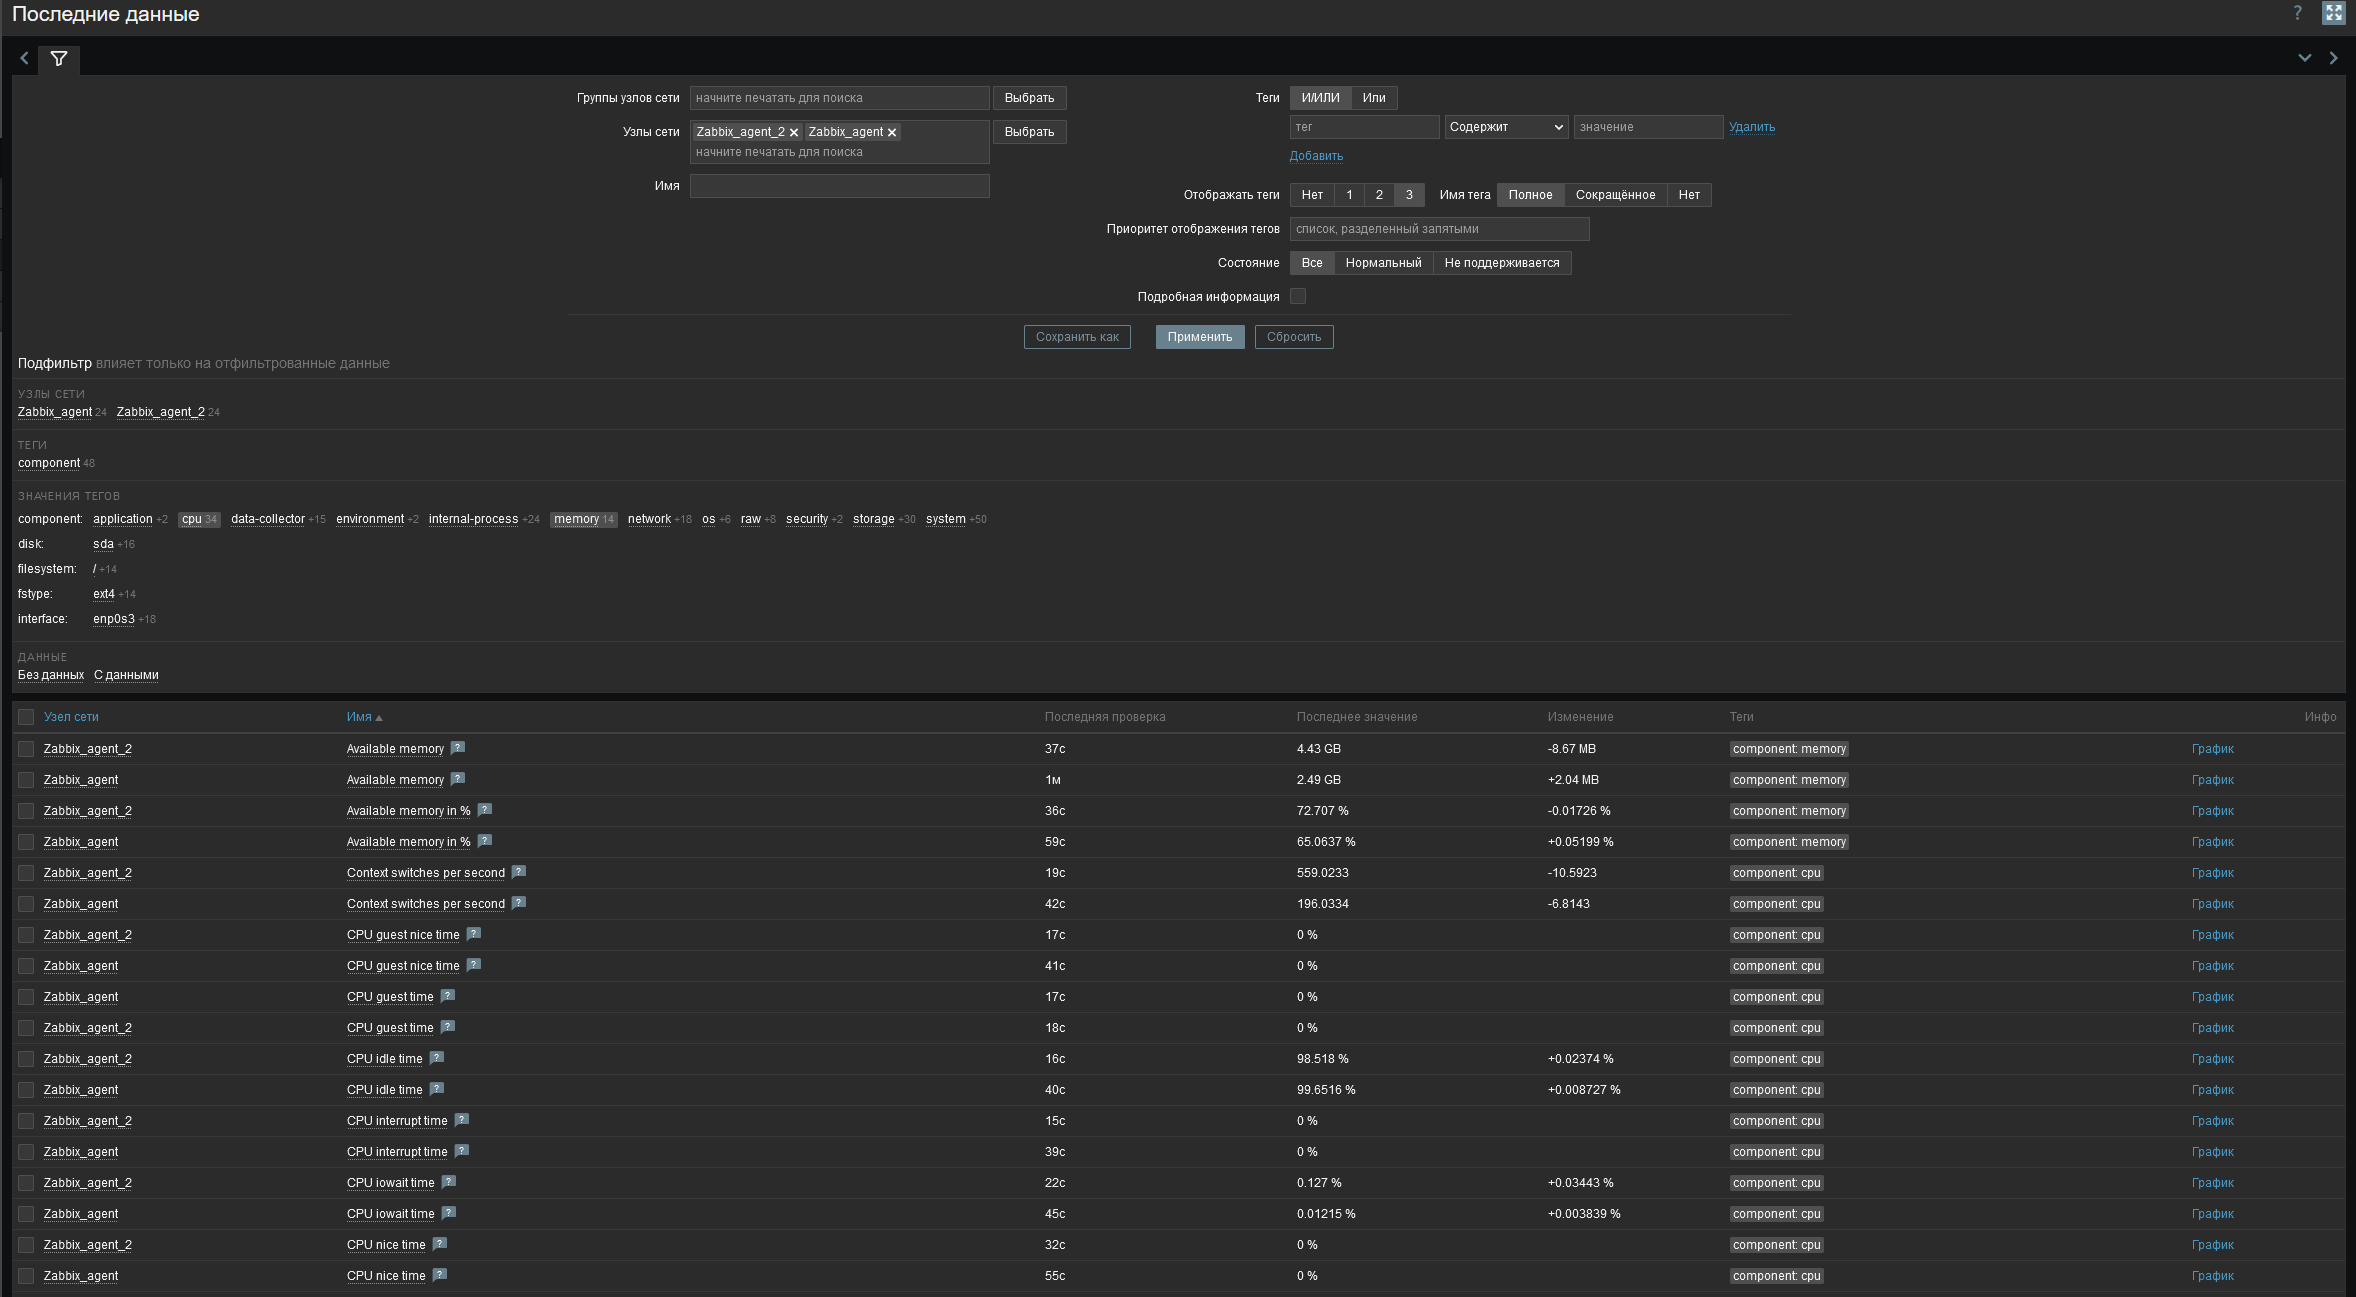 Последние данные
?
Группы узлов сети начните печатать для поиска Выбрать Теги И/ИЛИ Или
Узлы сети Zabbix_agent_2 Zabbix_agent Выбрать тег Содержит значение Удалить
начните печатать для поиска Добавить
Имя Отображать теги Нет 1 2 3 Имя тега Полное Сокращённое Нет
Приоритет отображения тегов список, разделенный запятыми
Состояние Все Нормальный Не поддерживается
Подробная информация
Сохранить как Применить Сбросить
Подфильтр влияет только на отфильтрованные данные
УЗЛЫ СЕТИ
Zabbix_agent 24 Zabbix_agent_2 24
ТЕГИ
component 48
ЗНАЧЕНИЯ ТЕГОВ
component: application +2 cpu 34 data-collector +15 environment +2 internal-process +24 memory 14 network +18 os +6 raw +8 security +2 storage +30 system +50
disk: sda +16
filesystem: / +14
fstype: ext4 +14
interface: enp0s3 +18
ДАННЫЕ
Без данных С данными
Узел сети Имя Последняя проверка Последнее значение Изменение Теги Инфо
Zabbix_agent_2 Available memory ? 37с 4.43 GB -8.67 MB component: memory График
Zabbix_agent Available memory ? 1м 2.49 GB +2.04 MB component: memory График
Zabbix_agent_2 Available memory in % ? 36с 72.707 % -0.01726 % component: memory График
Zabbix_agent Available memory in % ? 59с 65.0637 % +0.05199 % component: memory График
Zabbix_agent_2 Context switches per second ? 19с 559.0233 -10.5923 component: cpu График
Zabbix_agent Context switches per second ? 42с 196.0334 -6.8143 component: cpu График
Zabbix_agent_2 CPU guest nice time ? 17с 0 % component: cpu График
Zabbix_agent CPU guest nice time ? 41с 0 % component: cpu График
Zabbix_agent CPU guest time ? 17с 0 % component: cpu График
Zabbix_agent_2 CPU guest time ? 18с 0 % component: cpu График
Zabbix_agent_2 CPU idle time ? 16с 98.518 % +0.02374 % component: cpu График
Zabbix_agent CPU idle time ? 40с 99.6516 % +0.008727 % component: cpu График
Zabbix_agent_2 CPU interrupt time ? 15с 0 % component: cpu График
Zabbix_agent CPU interrupt time ? 39с 0 % component: cpu График
Zabbix_agent_2 CPU iowait time ? 22с 0.127 % +0.03443 % component: cpu График
Zabbix_agent CPU iowait time ? 45с 0.01215 % +0.003839 % component: cpu График
Zabbix_agent_2 CPU nice time ? 32с 0 % component: cpu График
Zabbix_agent CPU nice time ? 55с 0 % component: cpu График